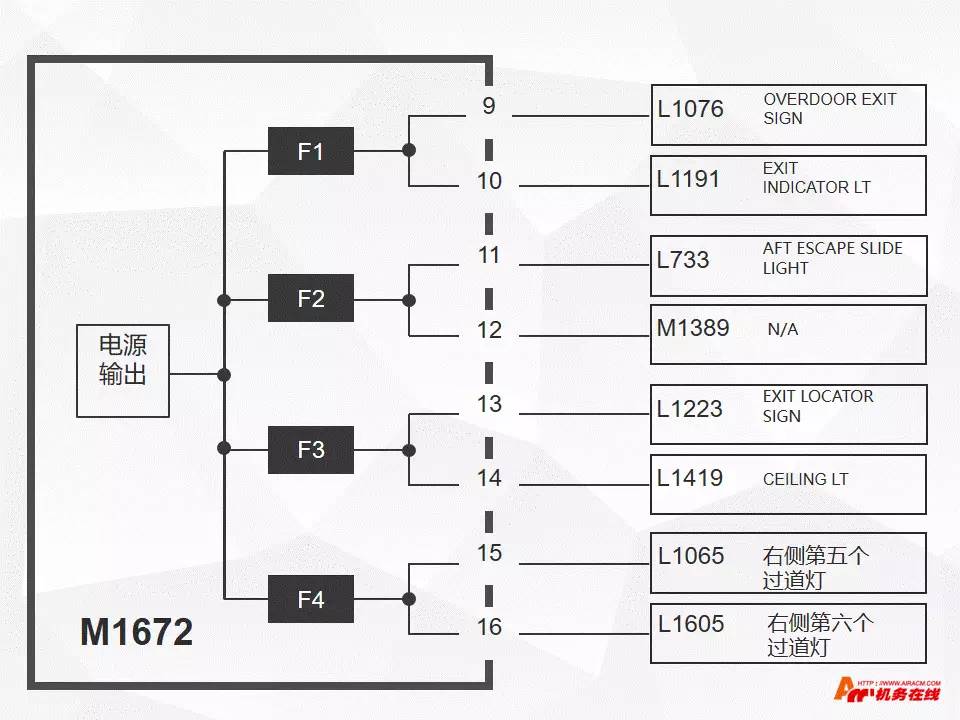 9
L1076
OVERDOOR EXIT
SIGN
F1
10
L1191
EXIT
INDICATOR LT
11
L733
AFT ESCAPE SLIDE
LIGHT
F2
12
M1389
N/A
电源
输出
13
L1223
EXIT LOCATOR
SIGN
F3
14
L1419
CEILING LT
15
L1065
右侧第五个
过道灯
F4
16
L1605
右侧第六个
过道灯
M1672
HTTP://WWW.AIRACM.COM
机务在线